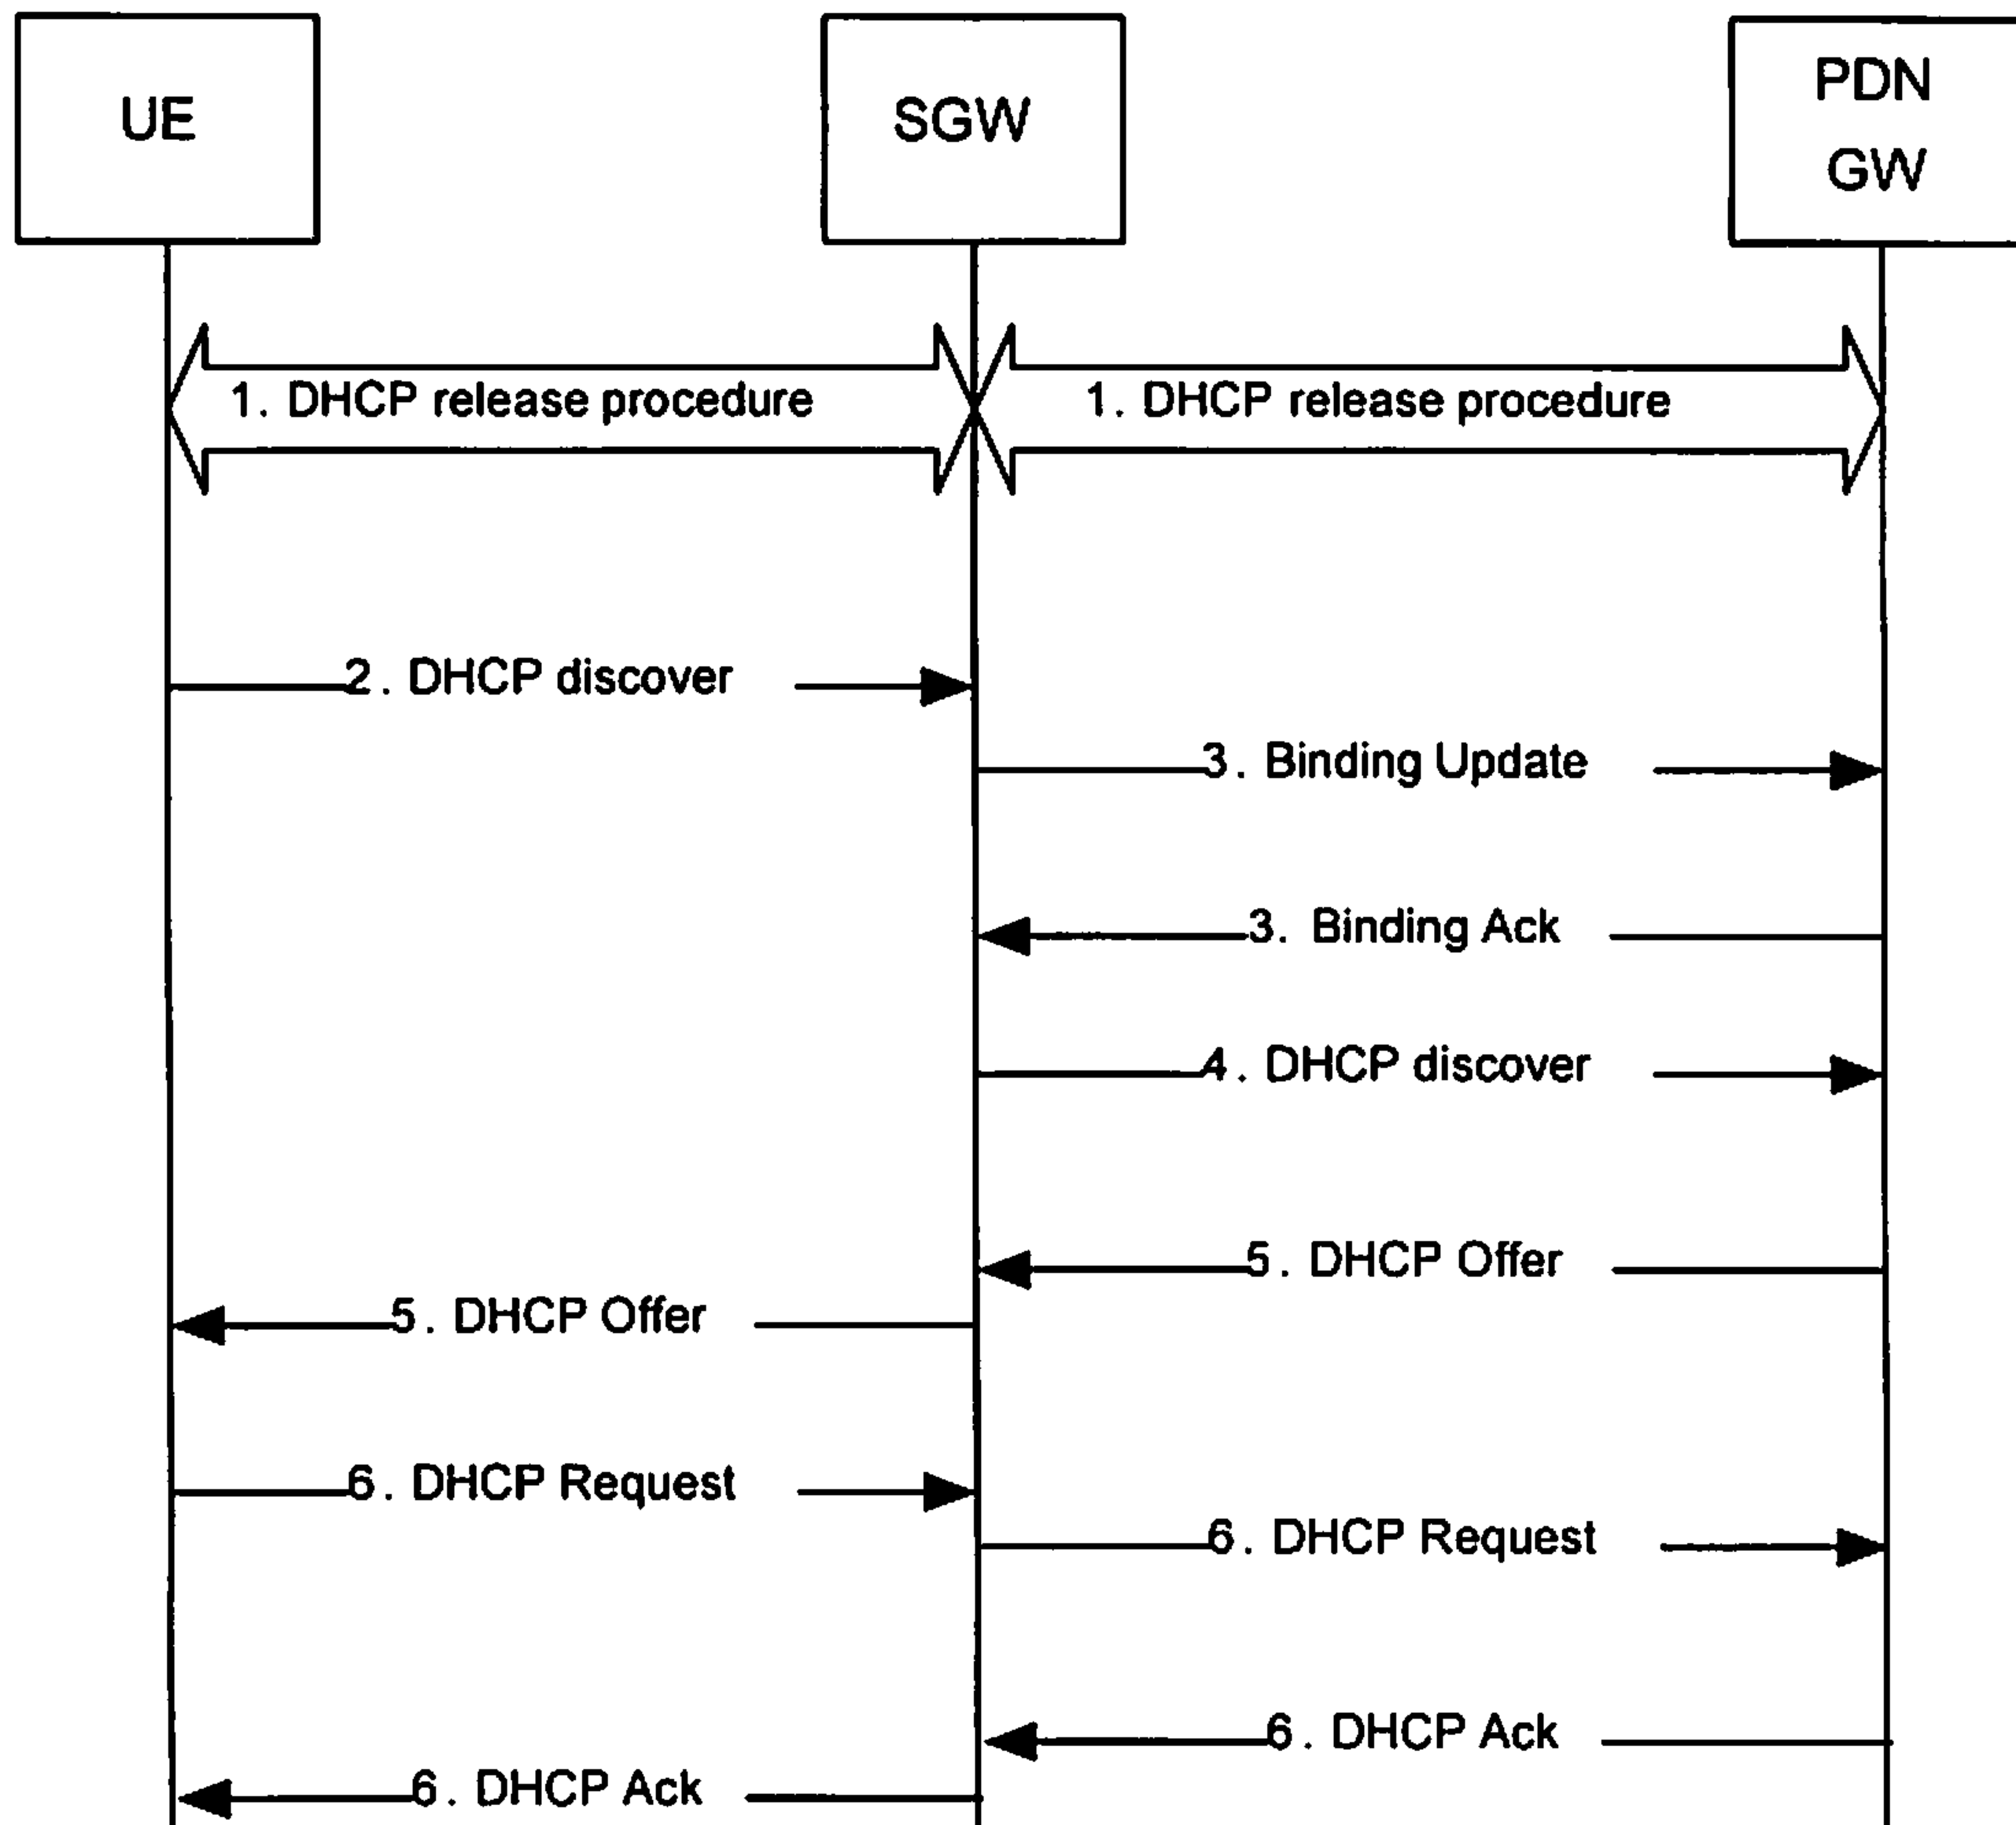 UE
SGW
PDN
GW
1. DHCP release procedure
1. DHCP release procedure
2. DHCP discover
3. Binding Update
3. Binding Ack
4. DHCP discover
5. DHCP Offer
5. DHCP Offer
6. DHCP Request
6. DHCP Request
6. DHCP Ack
6. DHCP Ack